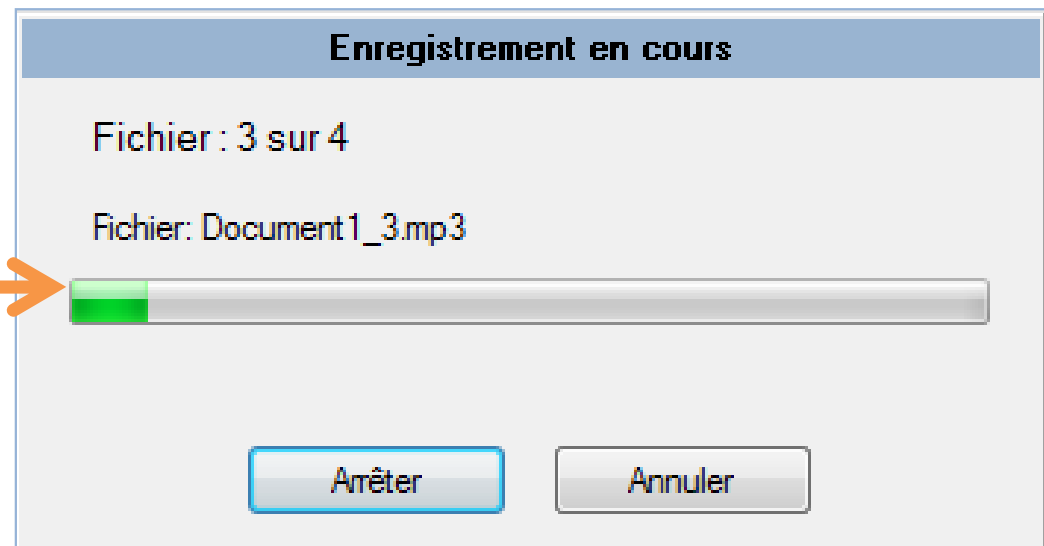 Enregistrement en cours
Fichier : 3 sur 4
Fichier: Document1_3.mp3
Arrêter Annuler